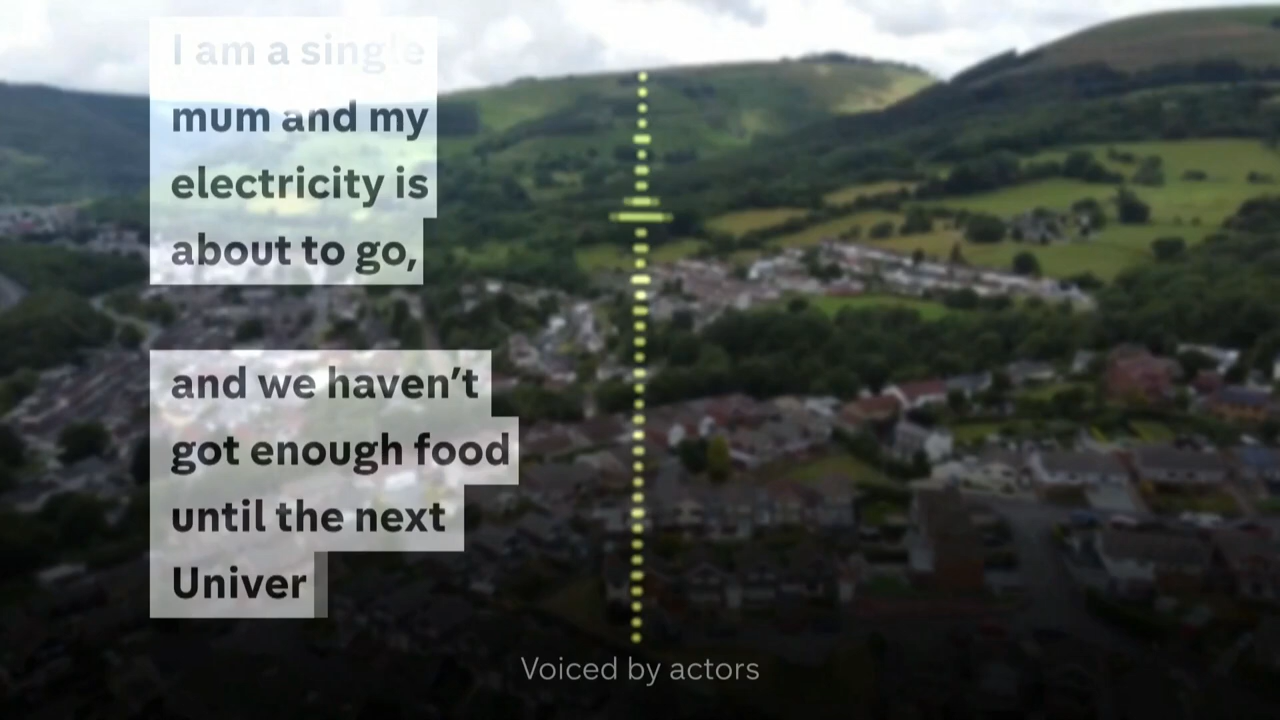 I am a single
mum and my
electricity is
about to go,
and we haven't
got enough food
until the next
Univer
Voiced by actors